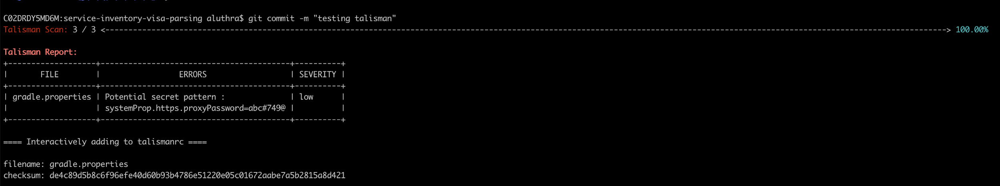 C02DRDY5MD6M:service-inventory-visa-parsing aluthra$ git commit -m "testing talisman"
Talisman Scan: 3 / 3 <--------------------------------------------------------------------------------------------------------------------------------------------------------------------------------------> 100.00%
Talisman Report:
+-------------------+-----------------------------------------+----------+
|       FILE        |                 ERRORS                  | SEVERITY |
+-------------------+-----------------------------------------+----------+
| gradle.properties | Potential secret pattern :              | low      |
|                   | systemProp.https.proxyPassword=abc#749@ |          |
+-------------------+-----------------------------------------+----------+
==== Interactively adding to talismanrc ====
filename: gradle.properties
checksum: de4c89d5b8c6f96efe40d60b93b4786e51220e05c01672aabe7a5b2815a8d421